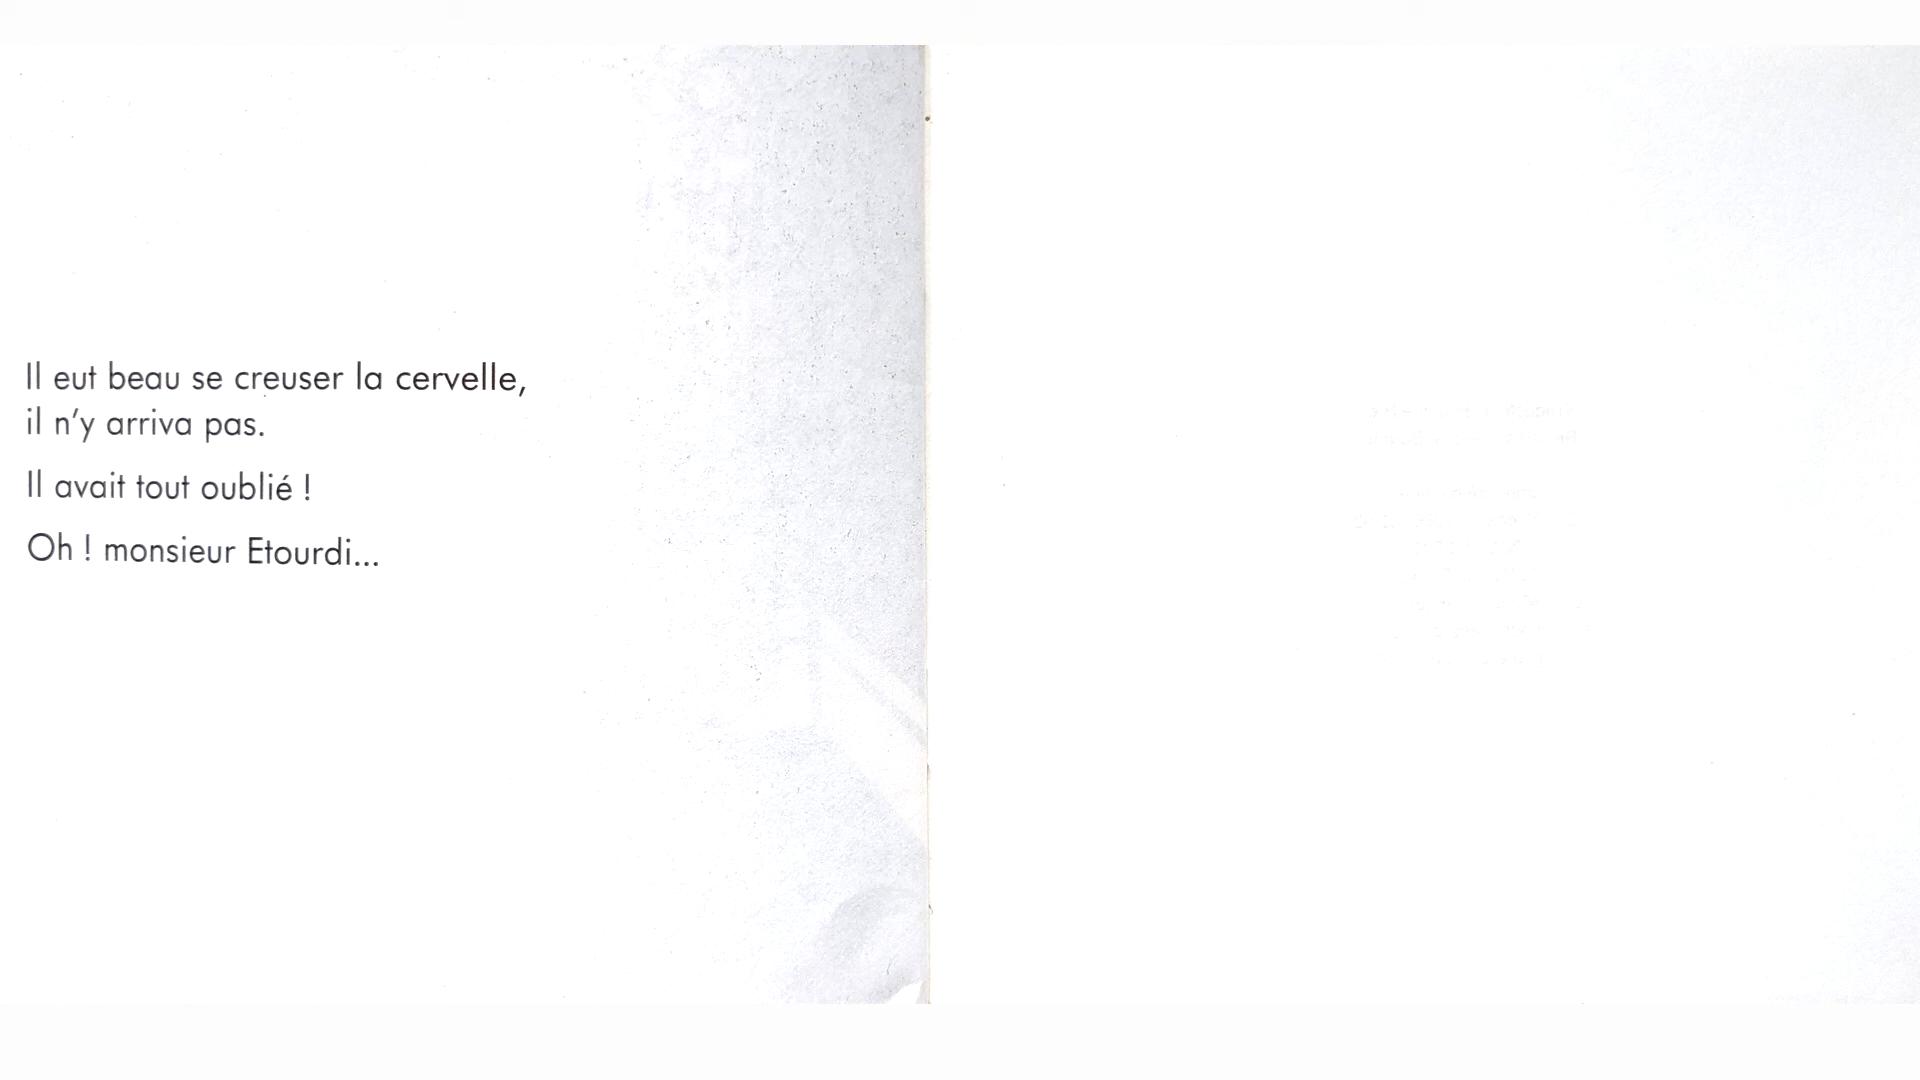 Il eut beau se creuser la cervelle,
il n'y arriva pas.
Il avait tout oublié !
Oh ! monsieur Etourdi...